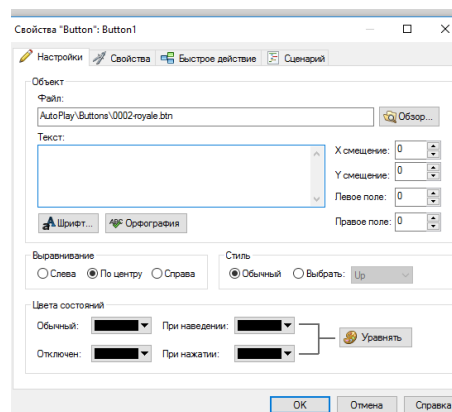 Свойства "Button": Button1
Настройки Свойства Быстрое действие Сценарий
Объект
Файл:
AutoPlay\Buttons\0002-royale.btn Обзор...
Текст:
X смещение: 0
Y смещение: 0
Левое поле: 0
Правое поле: 0
Шрифт... ABC Орфография
Выравнивание Стиль
Слева По центру Справа Обычный Выбрать: Up
Цвета состояний
Обычный: При наведении:
Уравнять
Отключен: При нажатии:
OK Отмена Справка